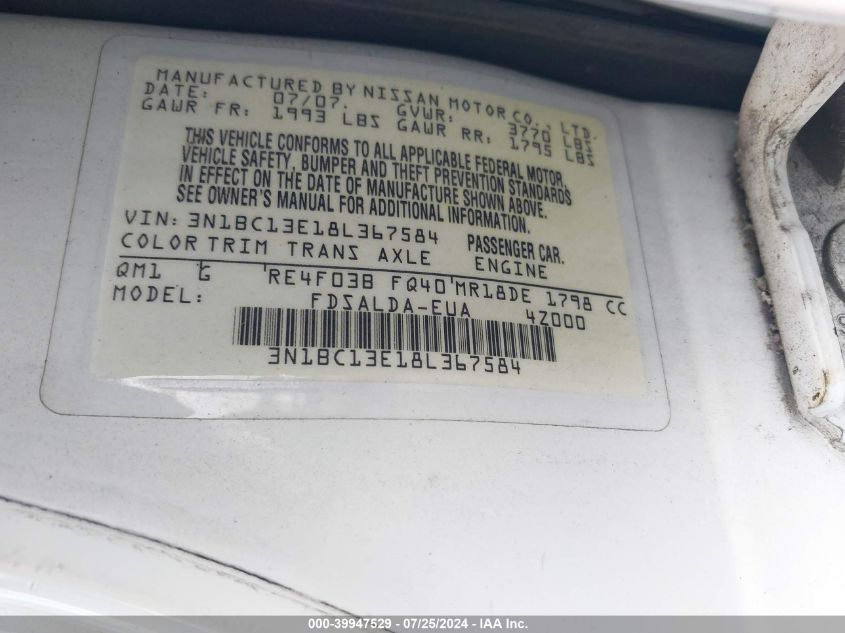 MANUFACTURED BY NISSAN MOTOR CO., LTD.
DATE: 07/07. GVWR: 3770 LBS
GAWR FR: 1993 LBS GAWR RR: 1795 LBS
THIS VEHICLE CONFORMS TO ALL APPLICABLE FEDERAL MOTOR
VEHICLE SAFETY, BUMPER AND THEFT PREVENTION STANDARDS
IN EFFECT ON THE DATE OF MANUFACTURE SHOWN ABOVE.
SEE OWNER'S MANUAL FOR ADDITIONAL INFORMATION.
VIN: 3N1BC13E18L367584 PASSENGER CAR.
COLOR TRIM TRANS AXLE ENGINE
QM1 G RE4F03B FQ40 MR18DE 1798 CC
MODEL: FDSALDA-EUA 4Z000
3N1BC13E18L367584
000-39947529 - 07/25/2024 - IAAI.com